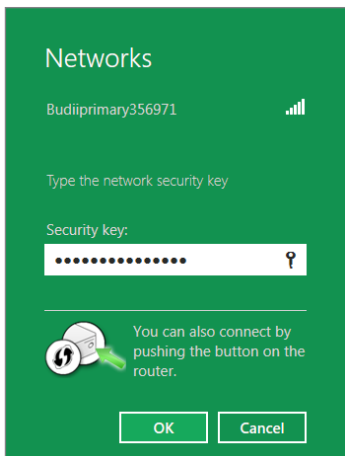 Networks
Budiiprimary356971
Type the network security key
Security key:
•••••••••••••••
You can also connect by
pushing the button on the
router.
OK Cancel